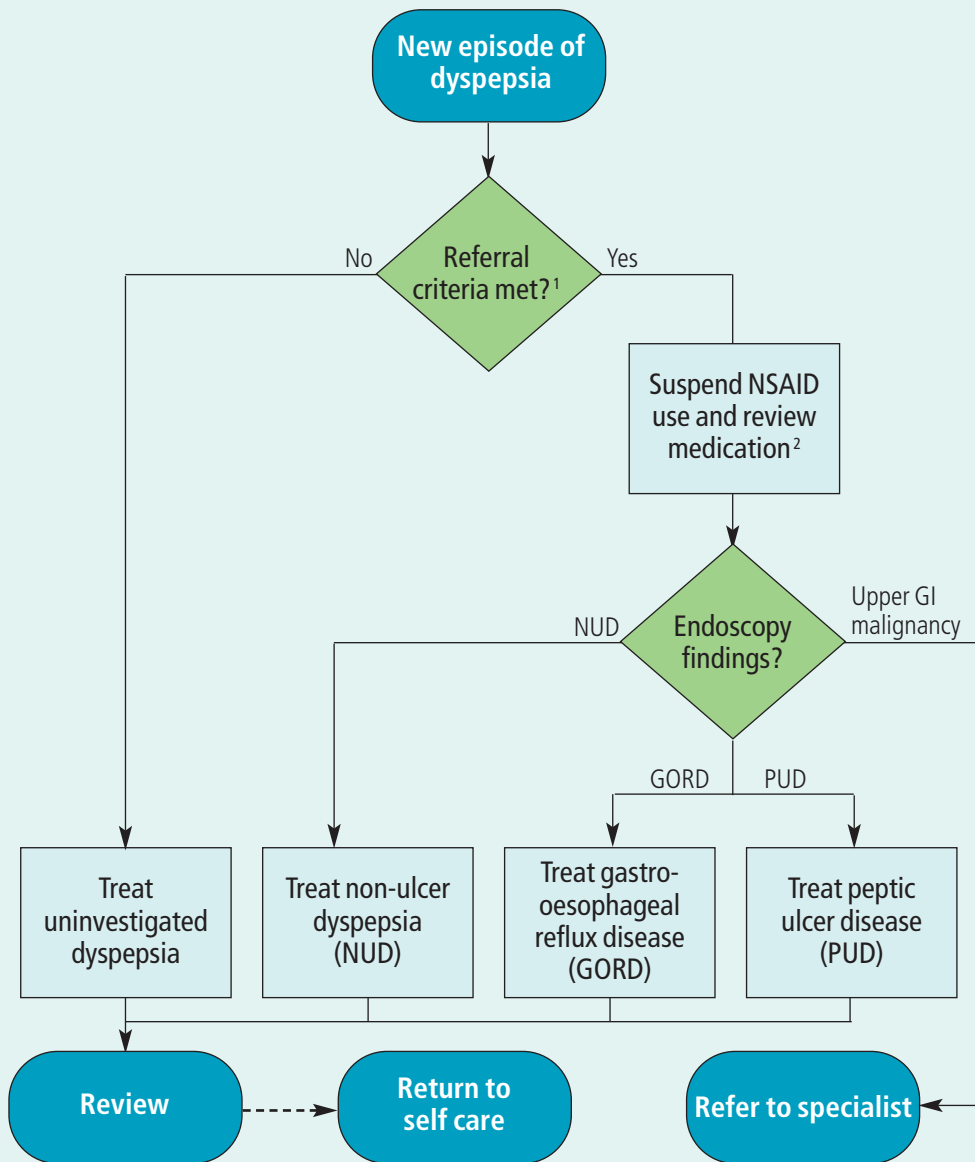 New episode of
dyspepsia
No
Referral
criteria met?1
Yes
Suspend NSAID
use and review
medication2
NUD
Endoscopy
findings?
Upper GI
malignancy
GORD
PUD
Treat
uninvestigated
dyspepsia
Treat non-ulcer
dyspepsia
(NUD)
Treat gastro-
oesophageal
reflux disease
(GORD)
Treat peptic
ulcer disease
(PUD)
Review
Return to
self care
Refer to specialist